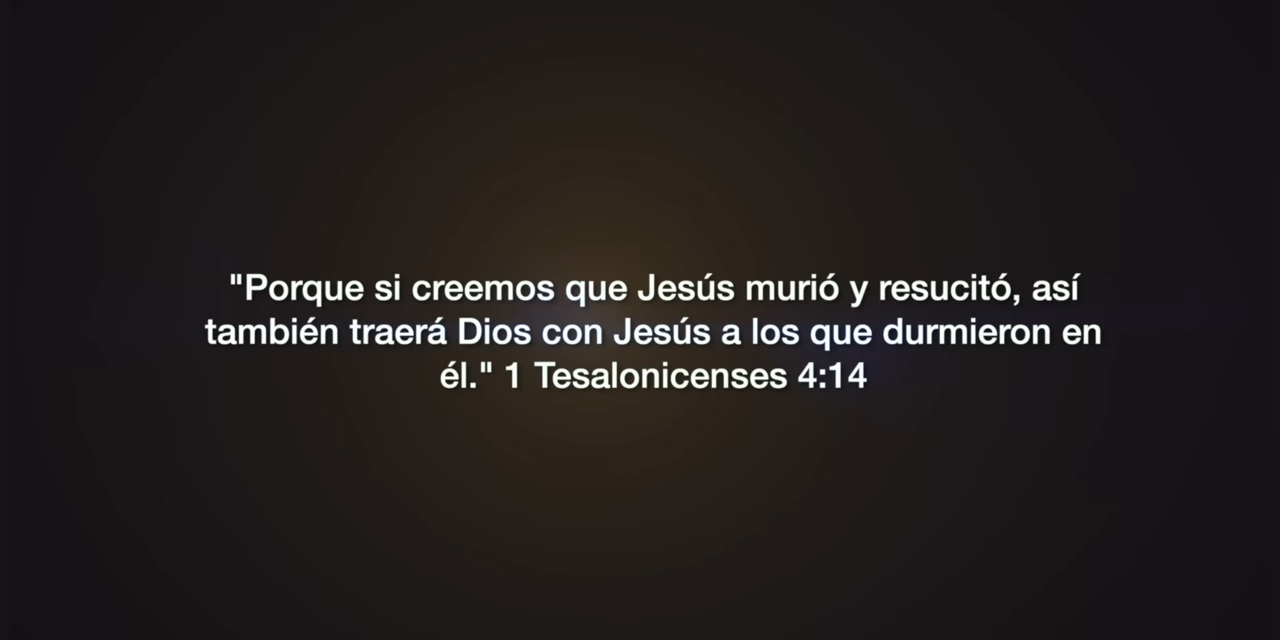 "Porque si creemos que Jesús murió y resucitó, así
también traerá Dios con Jesús a los que durmieron en
él." 1 Tesalonicenses 4:14